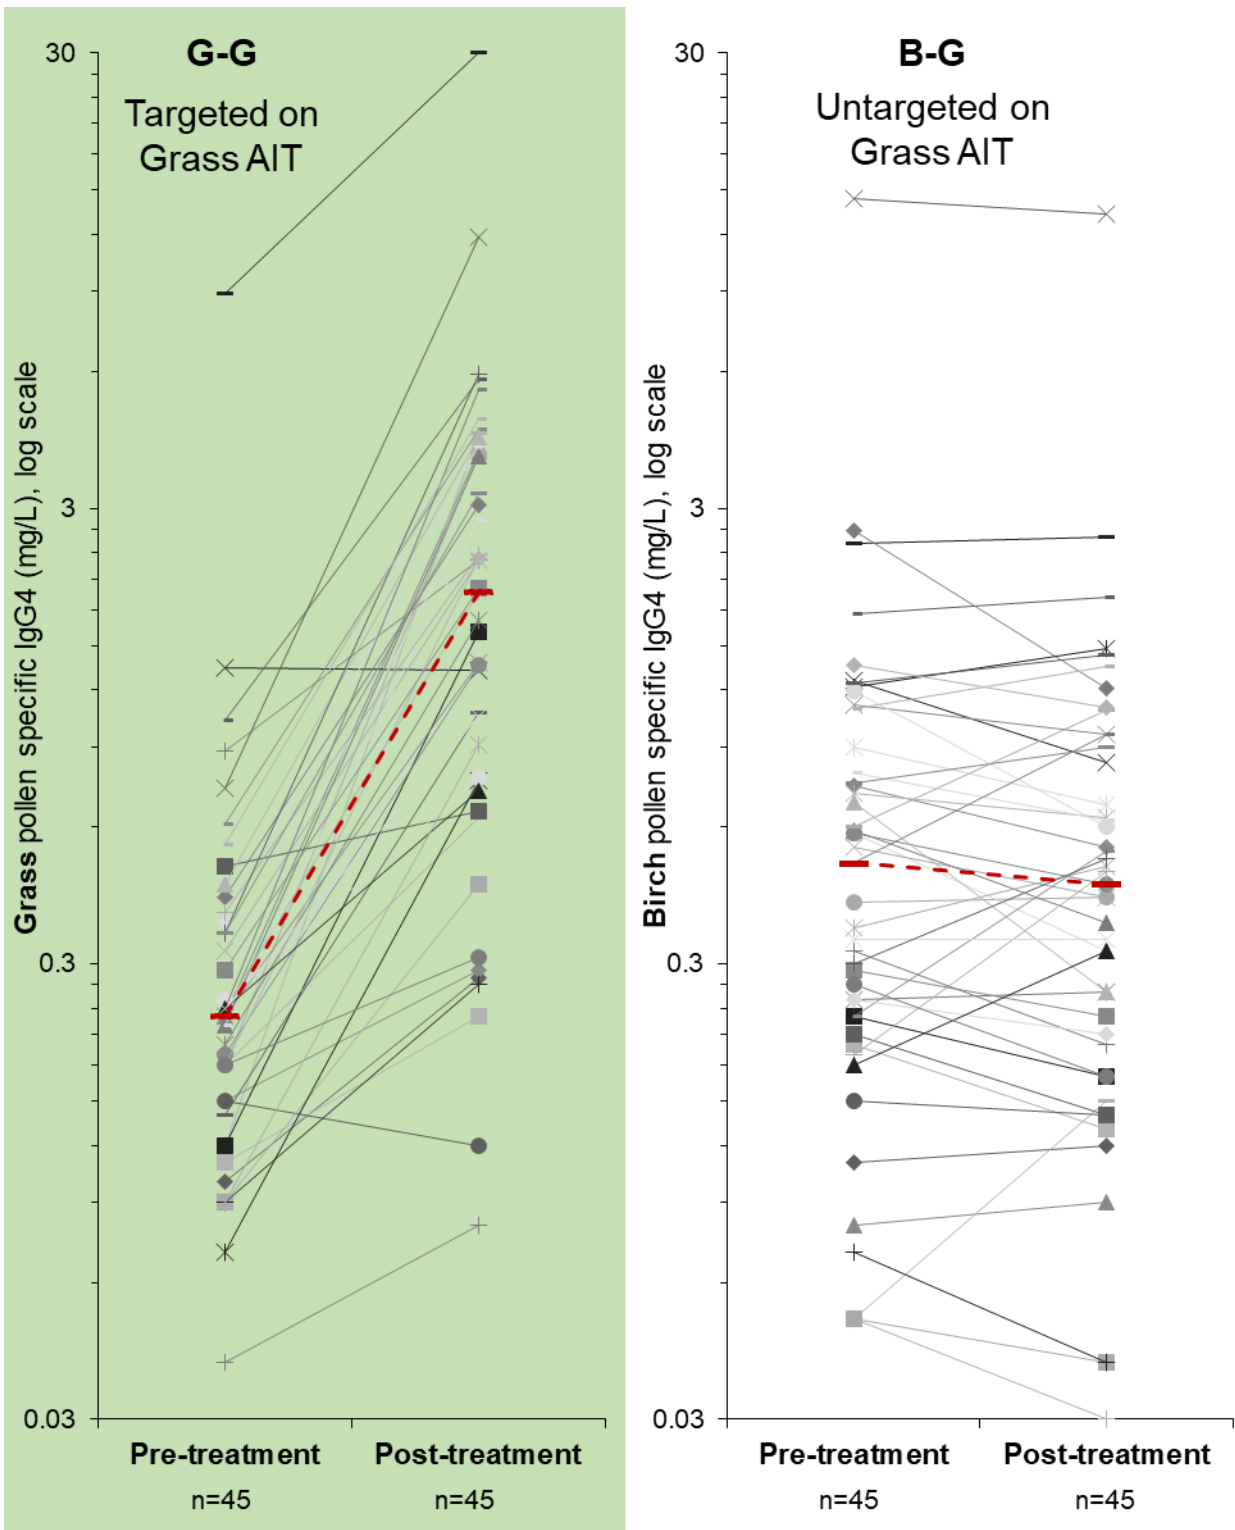 G-G
Targeted on
Grass AIT
30
3
0.3
0.03
Grass pollen specific IgG4 (mg/L), log scale
Pre-treatment
Post-treatment
n=45
n=45
B-G
Untargeted on
Grass AIT
30
3
0.3
0.03
Birch pollen specific IgG4 (mg/L), log scale
Pre-treatment
Post-treatment
n=45
n=45